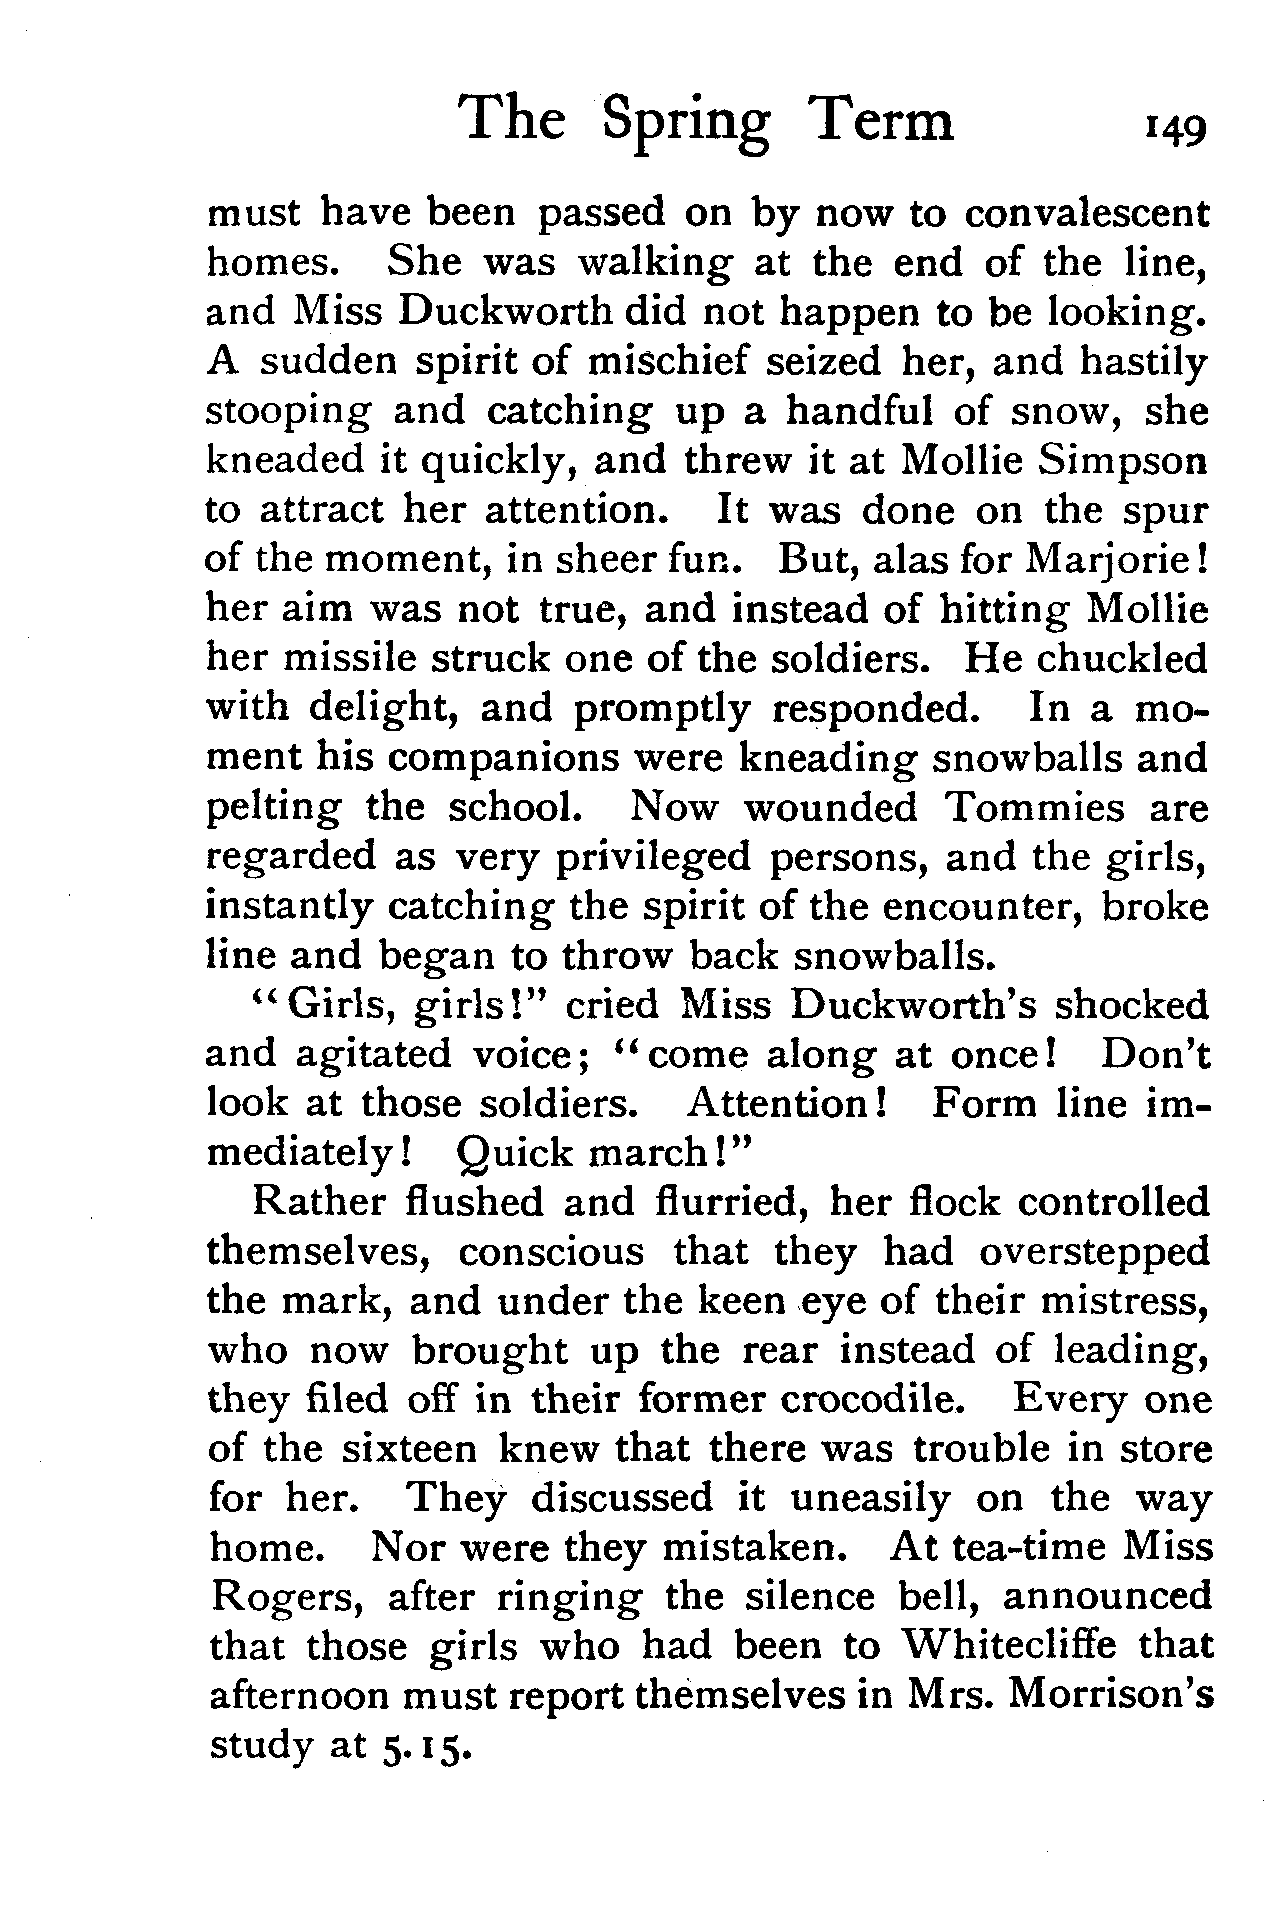 The Spring Term 149
must have been passed on by now to convalescent
homes. She was walking at the end of the line,
and Miss Duckworth did not happen to be looking.
A sudden spirit of mischief seized her, and hastily
stooping and catching up a handful of snow, she
kneaded it quickly, and threw it at Mollie Simpson
to attract her attention. It was done on the spur
of the moment, in sheer fun. But, alas for Marjorie!
her aim was not true, and instead of hitting Mollie
her missile struck one of the soldiers. He chuckled
with delight, and promptly responded. In a mo-
ment his companions were kneading snowballs and
pelting the school. Now wounded Tommies are
regarded as very privileged persons, and the girls,
instantly catching the spirit of the encounter, broke
line and began to throw back snowballs.
"Girls, girls!" cried Miss Duckworth's shocked
and agitated voice; "come along at once! Don't
look at those soldiers. Attention! Form line im-
mediately! Quick march!"
Rather flushed and flurried, her flock controlled
themselves, conscious that they had overstepped
the mark, and under the keen eye of their mistress,
who now brought up the rear instead of leading,
they filed off in their former crocodile. Every one
of the sixteen knew that there was trouble in store
for her. They discussed it uneasily on the way
home. Nor were they mistaken. At tea-time Miss
Rogers, after ringing the silence bell, announced
that those girls who had been to Whitecliffe that
afternoon must report themselves in Mrs. Morrison's
study at 5.15.